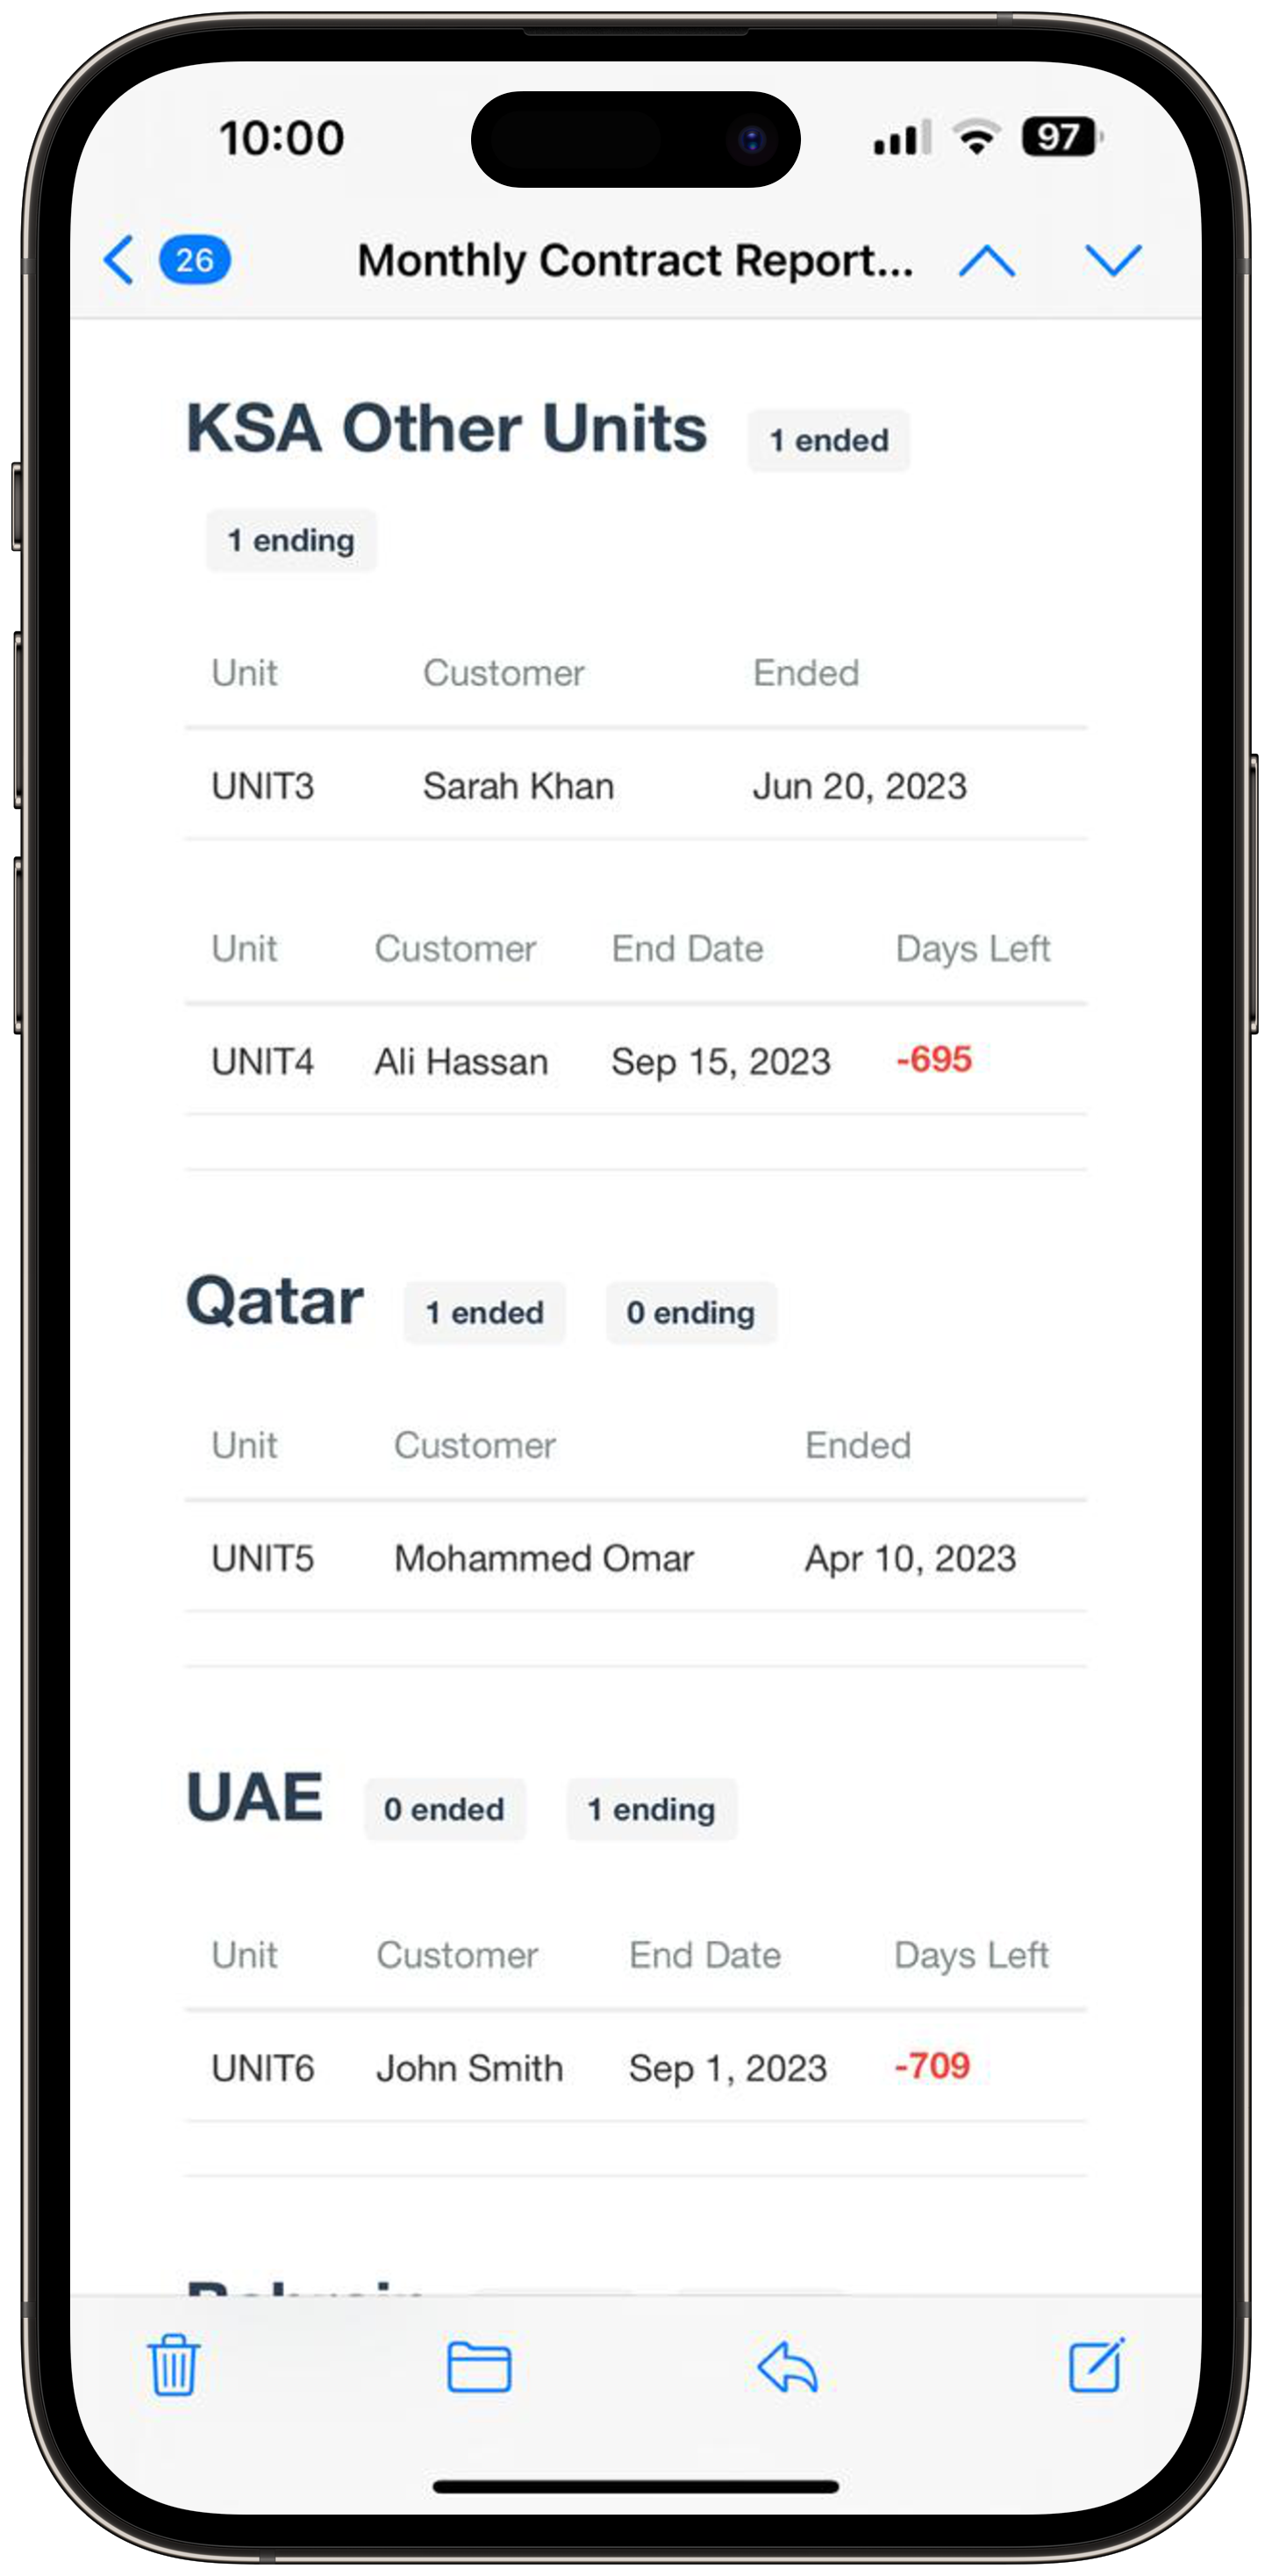 10:00 97
26 Monthly Contract Report...
KSA Other Units 1 ended
1 ending
Unit Customer Ended
UNIT3 Sarah Khan Jun 20, 2023
Unit Customer End Date Days Left
UNIT4 Ali Hassan Sep 15, 2023 -695
Qatar 1 ended 0 ending
Unit Customer Ended
UNIT5 Mohammed Omar Apr 10, 2023
UAE 0 ended 1 ending
Unit Customer End Date Days Left
UNIT6 John Smith Sep 1, 2023 -709